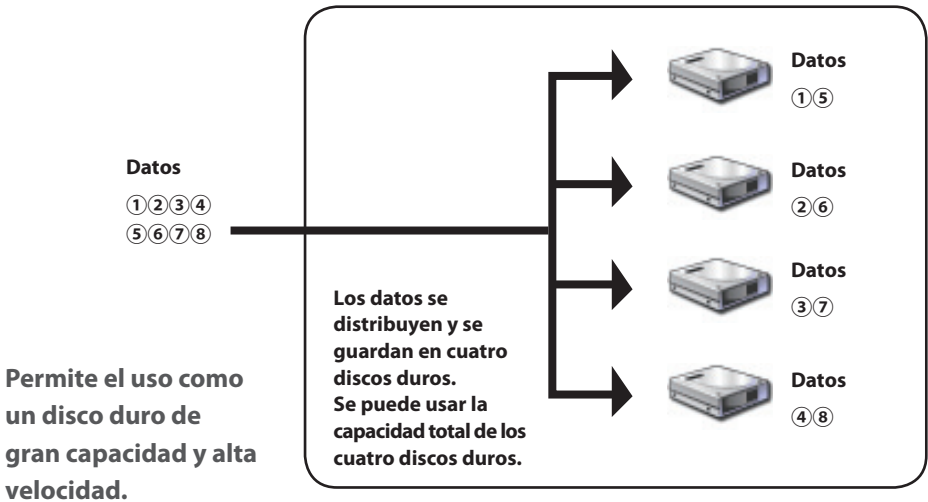 Datos
①②③④
⑤⑥⑦⑧
Permite el uso como
un disco duro de
gran capacidad y alta
velocidad.
Los datos se
distribuyen y se
guardan en cuatro
discos duros.
Se puede usar la
capacidad total de los
cuatro discos duros.
Datos
①⑤
Datos
②⑥
Datos
③⑦
Datos
④⑧